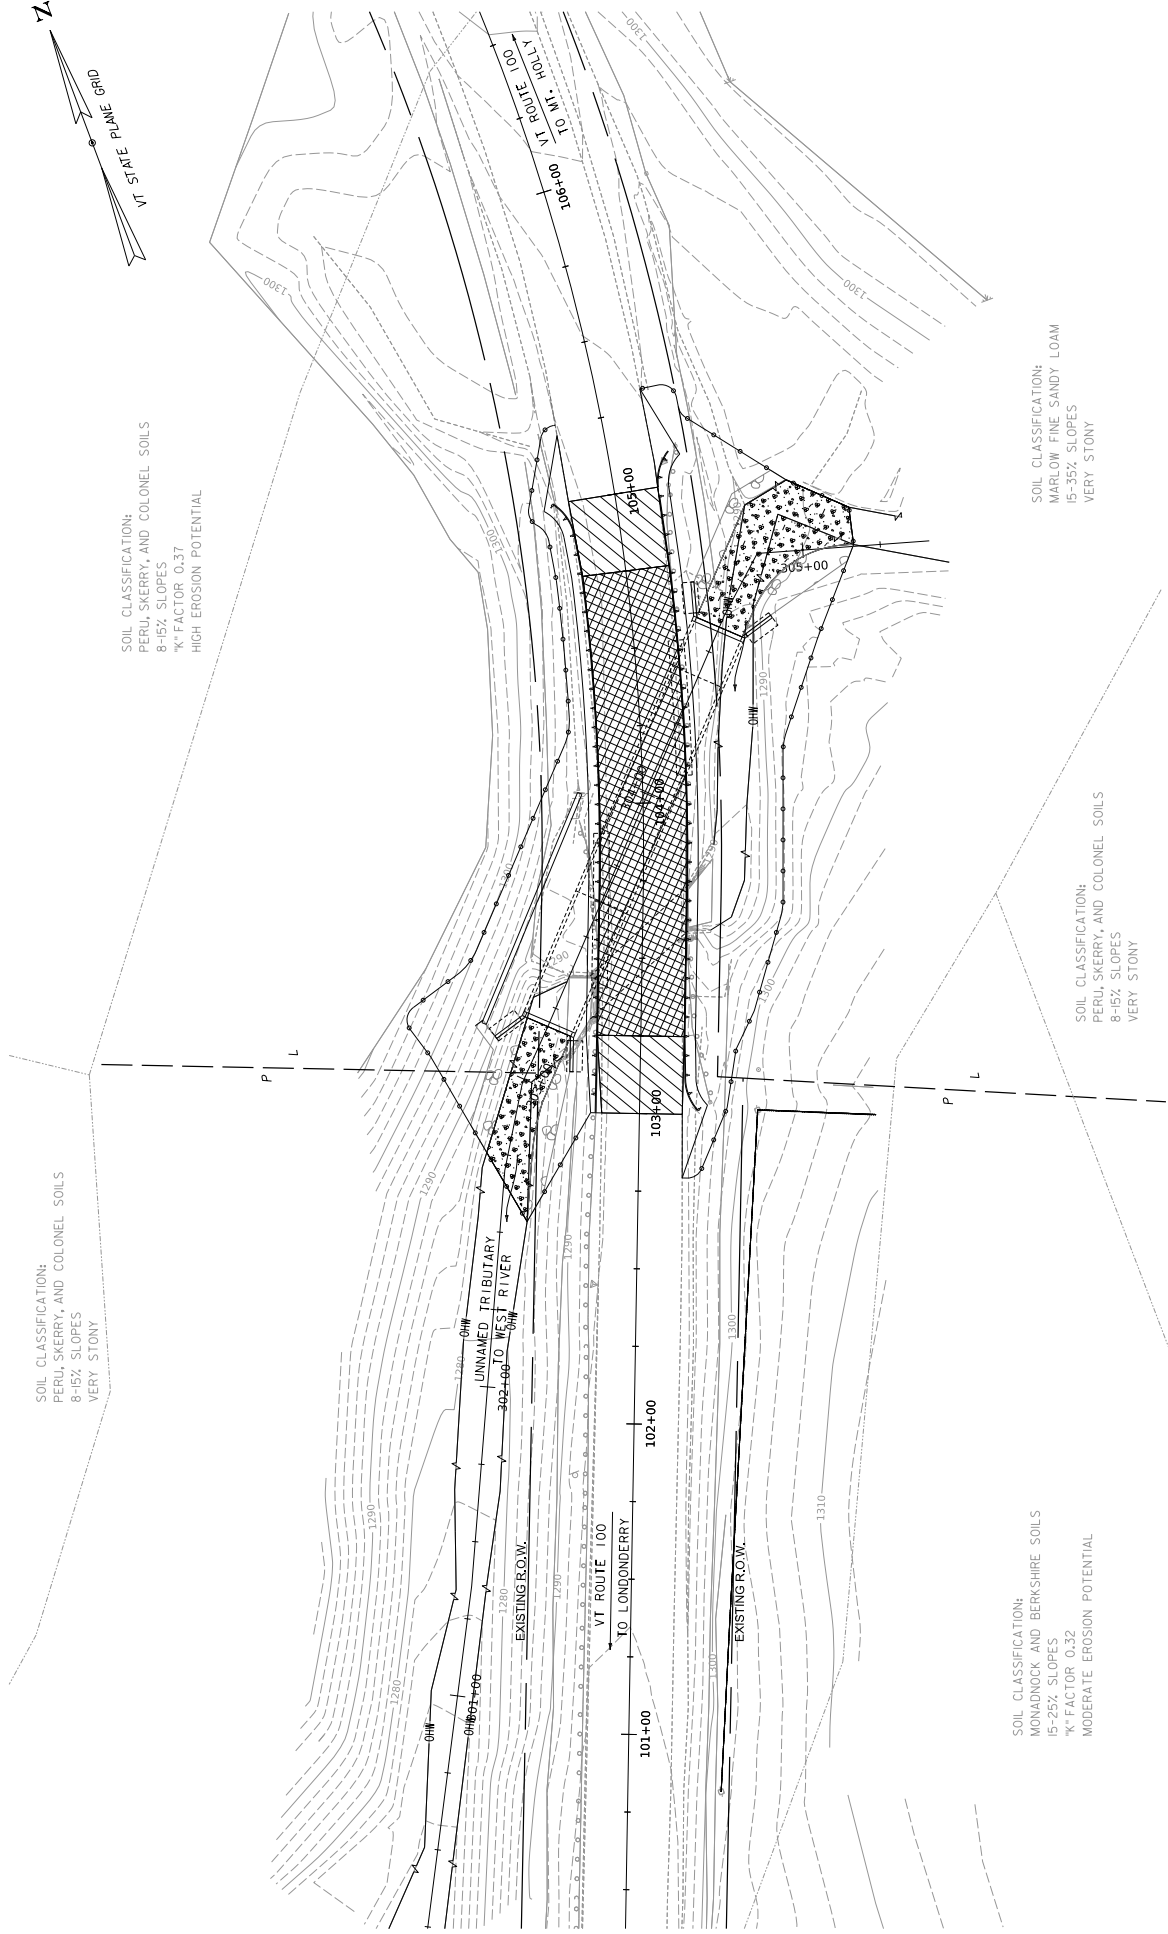 Z
VT STATE PLANE GRID
VT ROUTE 100
TO MT. HOLLY
106+00
1300
1300
1300
SOIL CLASSIFICATION:
MARLOW FINE SANDY LOAM
15-35% SLOPES
VERY STONY
SOIL CLASSIFICATION:
PERU, SKERRY, AND COLONEL SOILS
8-15% SLOPES
"K" FACTOR 0.37
HIGH EROSION POTENTIAL
105+00
1300
305+00
OHW
1290
OHW
104+00
1290
1290
1300
SOIL CLASSIFICATION:
PERU, SKERRY, AND COLONEL SOILS
8-15% SLOPES
VERY STONY
P
L
P
L
103+00
1290
1290
SOIL CLASSIFICATION:
PERU, SKERRY, AND COLONEL SOILS
8-15% SLOPES
VERY STONY
UNNAMED TRIBUTARY
TO WEST RIVER
OHW
OHW
1280
302+00
1300
102+00
1290
1310
VT ROUTE 100
TO LONDONDERRY
EXISTING R.O.W.
EXISTING R.O.W.
1280
1290
1280
1300
301+00
OHW
OHW
101+00
SOIL CLASSIFICATION:
MONADNOCK AND BERKSHIRE SOILS
15-25% SLOPES
"K" FACTOR 0.32
MODERATE EROSION POTENTIAL